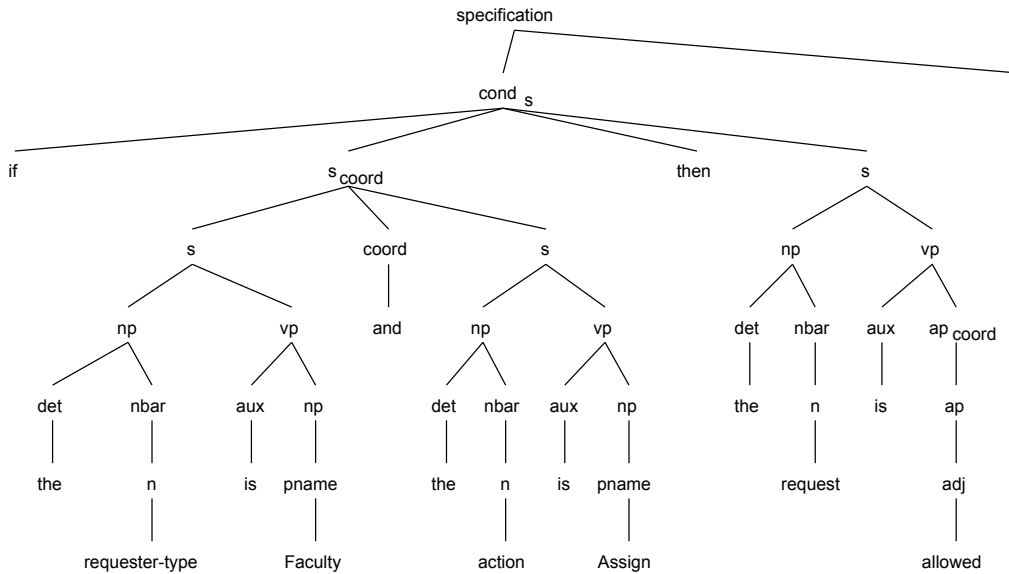 specification
cond s
if s coord then s
s coord s np vp
np vp and np vp det nbar aux ap coord
det nbar aux np det nbar aux np the n is ap
the n is pname the n is pname request adj
requester-type Faculty action Assign allowed